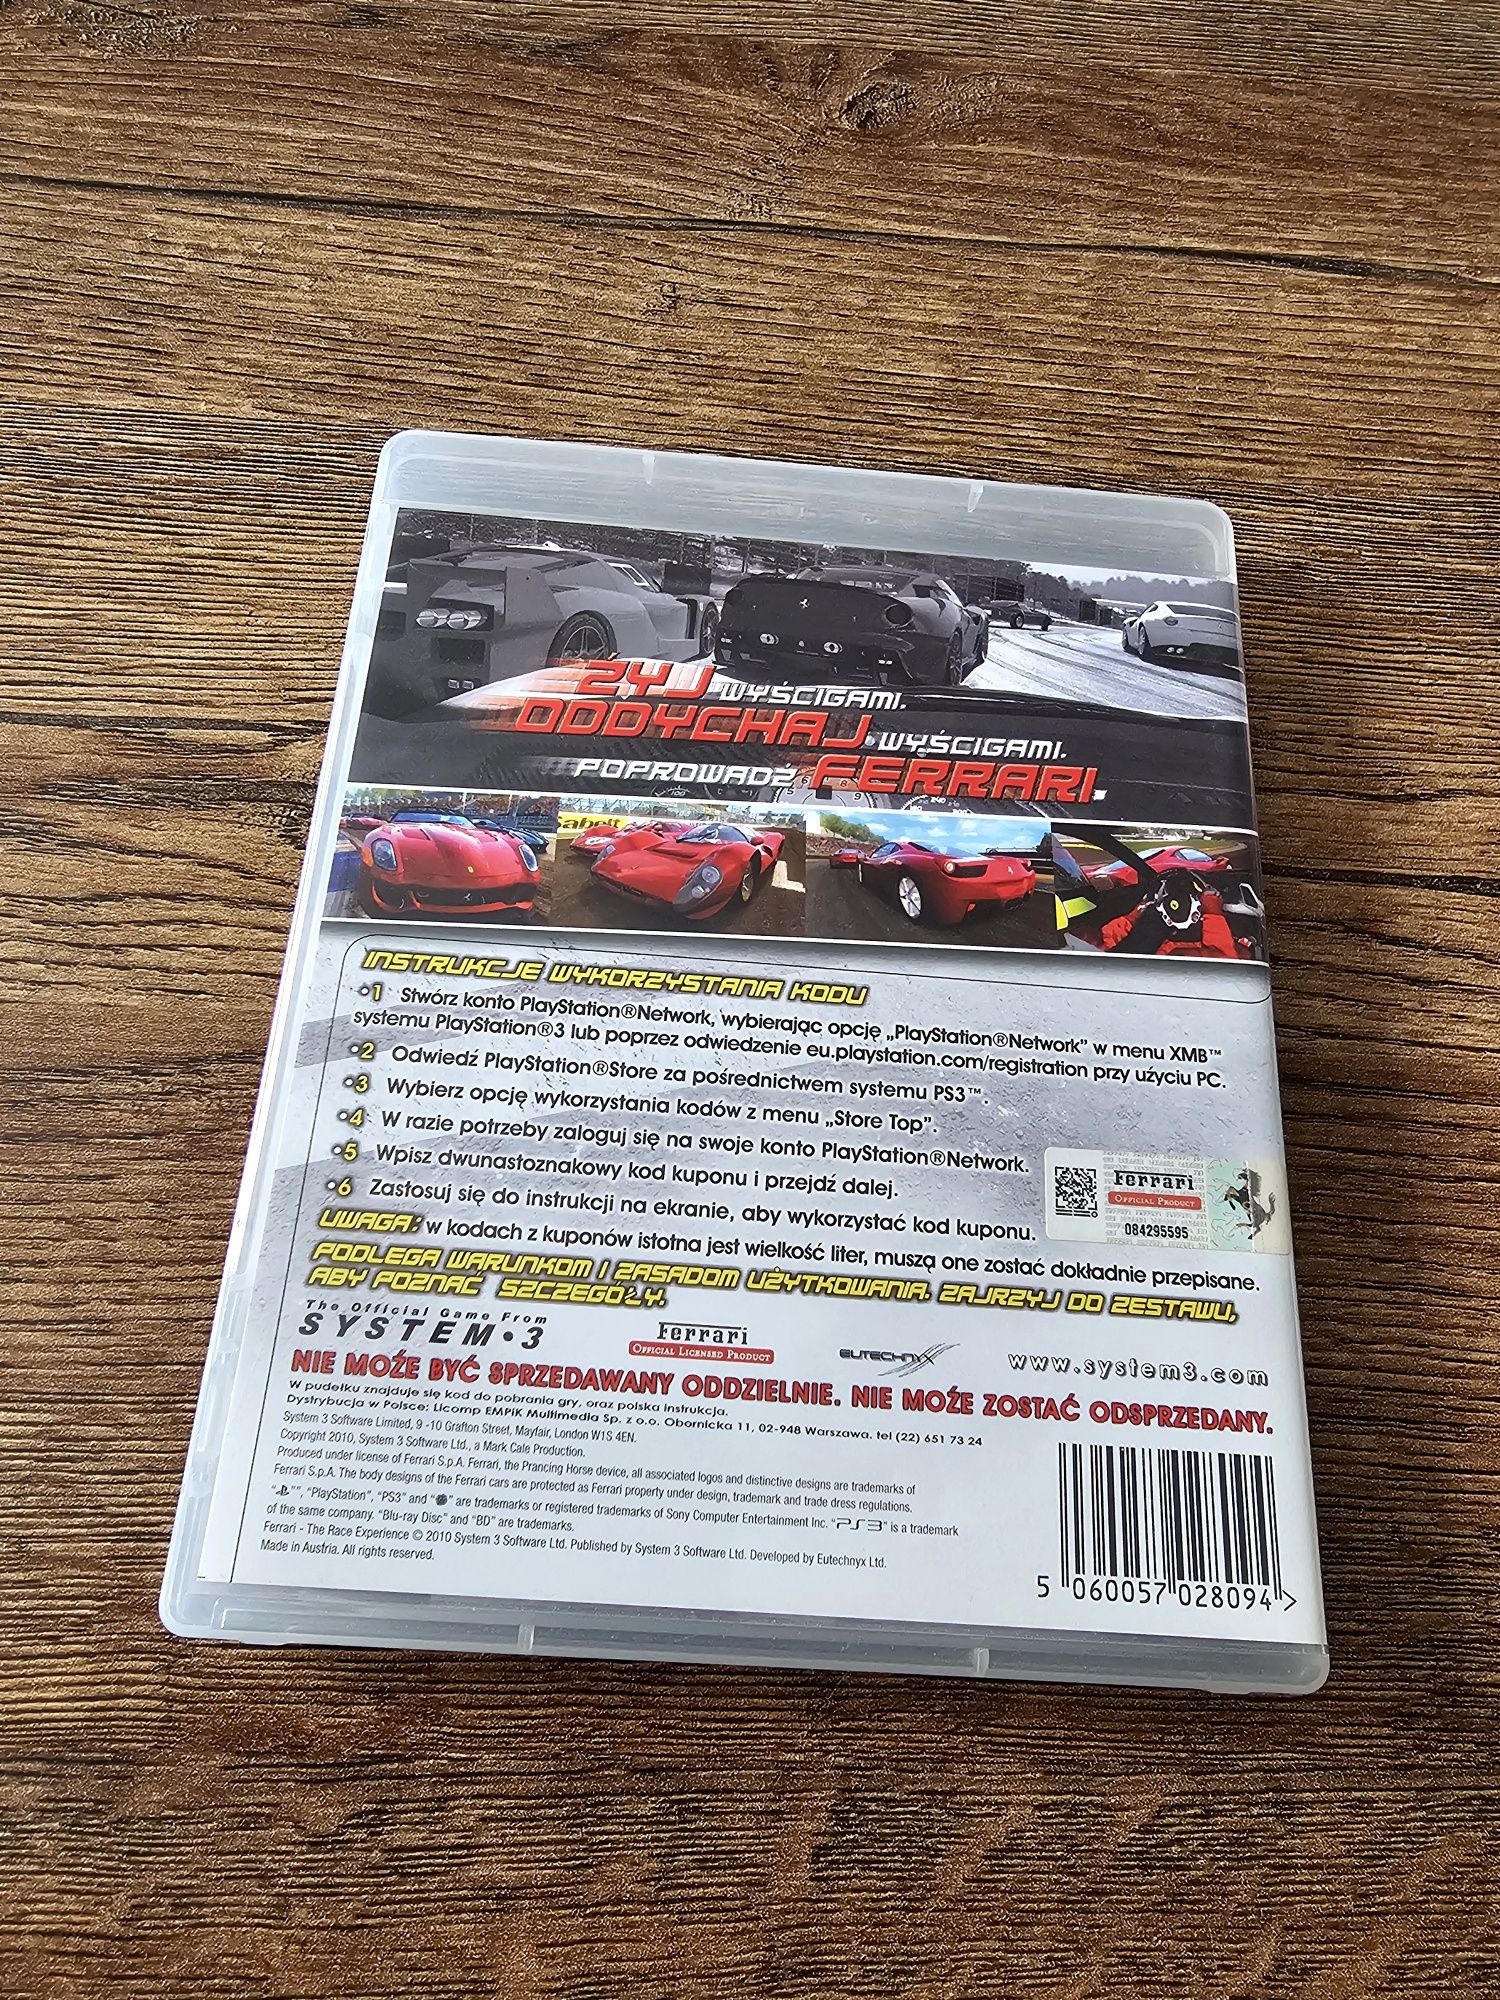 ŻYJ WYŚCIGAMI.
ODDYCHAJ WYŚCIGAMI.
POPROWADŹ FERRARI.
Sabelt
INSTRUKCJE WYKORZYSTANIA KODU
•1 Stwórz konto PlayStation®Network, wybierając opcję „PlayStation®Network” w menu XMB™
systemu PlayStation®3 lub poprzez odwiedzenie eu.playstation.com/registration przy użyciu PC.
•2 Odwiedź PlayStation®Store za pośrednictwem systemu PS3™.
•3 Wybierz opcję wykorzystania kodów z menu „Store Top”.
•4 W razie potrzeby zaloguj się na swoje konto PlayStation®Network.
•5 Wpisz dwunastoznakowy kod kuponu i przejdź dalej.
•6 Zastosuj się do instrukcji na ekranie, aby wykorzystać kod kuponu.
Ferrari
OFFICIAL PRODUCT
084295595
UWAGA: w kodach z kuponów istotna jest wielkość liter, muszą one zostać dokładnie przepisane.
PODLEGA WARUNKOM I ZASADOM UŻYTKOWANIA. ZAJRZYJ DO ZESTAWU,
ABY POZNAĆ SZCZEGÓŁY.
The Official Game From
SYSTEM•3
Ferrari
OFFICIAL LICENSED PRODUCT
EUTECHNYX
www.system3.com
NIE MOŻE BYĆ SPRZEDAWANY ODDZIELNIE. NIE MOŻE ZOSTAĆ ODSPRZEDANY.
W pudełku znajduje się kod do pobrania gry, oraz polska instrukcja.
Dystrybucja w Polsce: Licomp EMPiK Multimedia Sp. z o.o. Obornicka 11, 02-948 Warszawa. tel (22) 651 73 24
System 3 Software Limited, 9 -10 Grafton Street, Mayfair, London W1S 4EN.
Copyright 2010, System 3 Software Ltd., a Mark Cale Production.
Produced under license of Ferrari S.p.A. Ferrari, the Prancing Horse device, all associated logos and distinctive designs are trademarks of
Ferrari S.p.A. The body designs of the Ferrari cars are protected as Ferrari property under design, trademark and trade dress regulations.
“ ”, “PlayStation”, “PS3” and “ ” are trademarks or registered trademarks of Sony Computer Entertainment Inc. “PS3” is a trademark
of the same company. “Blu-ray Disc” and “BD” are trademarks.
Ferrari - The Race Experience © 2010 System 3 Software Ltd. Published by System 3 Software Ltd. Developed by Eutechnyx Ltd.
Made in Austria. All rights reserved.
5 060057 028094 >